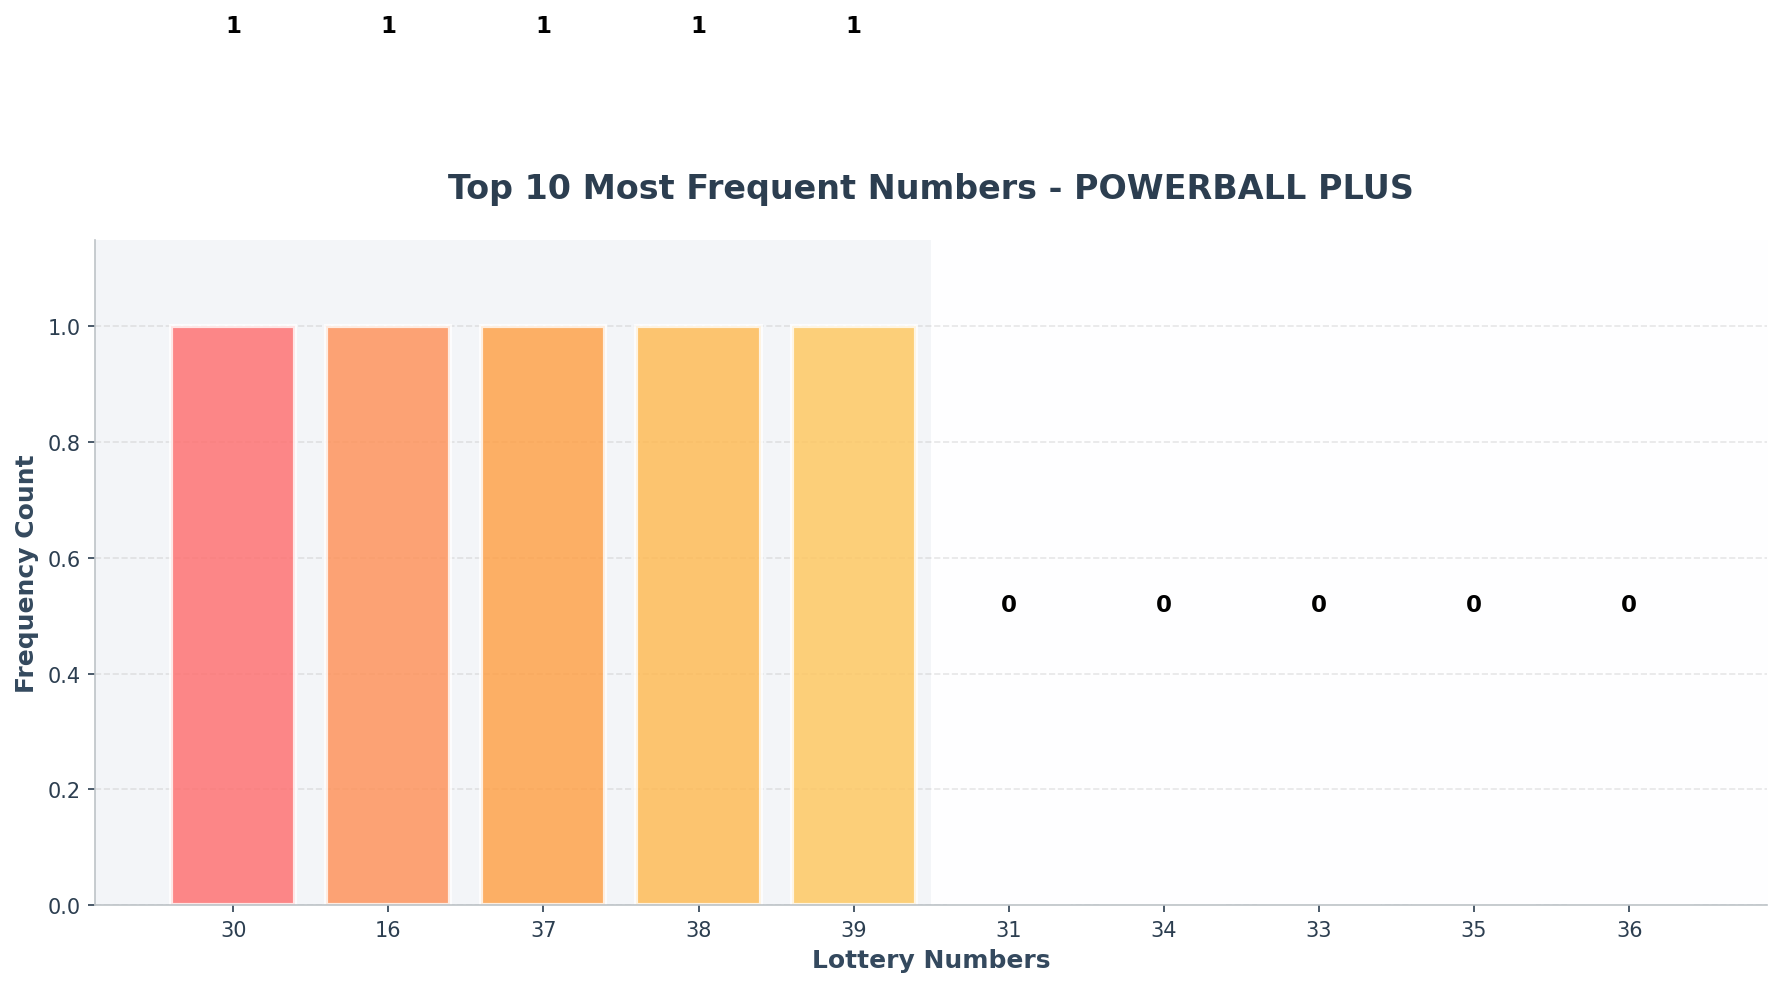 1 1 1 1 1
Top 10 Most Frequent Numbers - POWERBALL PLUS
Frequency Count
1.0
0.8
0.6
0 0 0 0 0
0.4
0.2
0.0
30 16 37 38 39 31 34 33 35 36
Lottery Numbers